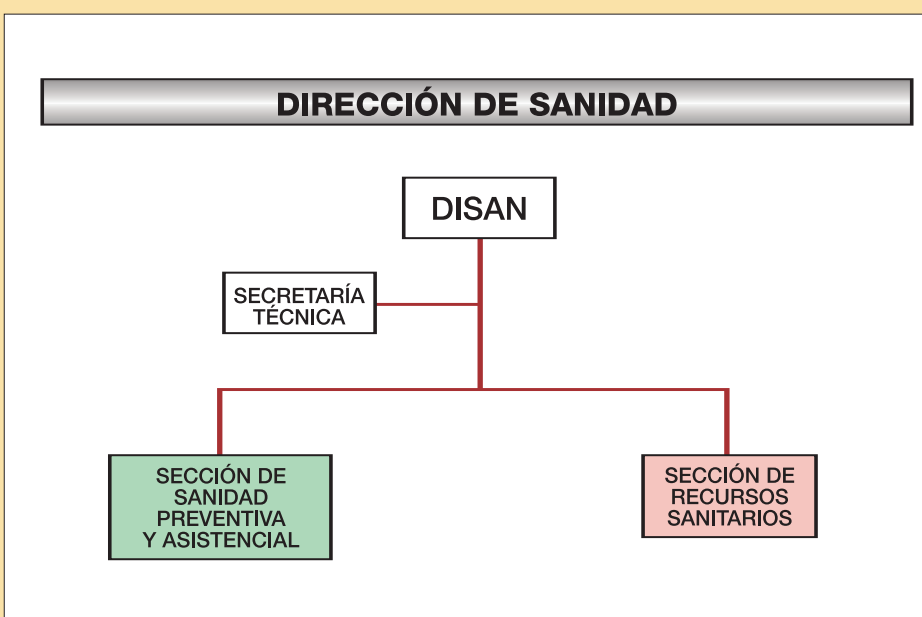 DIRECCIÓN DE SANIDAD
DISAN
SECRETARÍA
TÉCNICA
SECCIÓN DE
SANIDAD
PREVENTIVA
Y ASISTENCIAL
SECCIÓN DE
RECURSOS
SANITARIOS